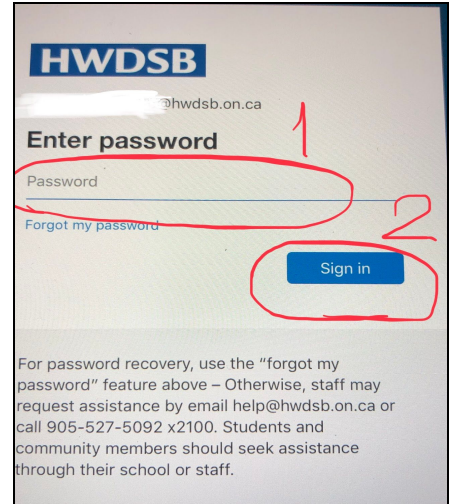 HWDSB
@hwdsb.on.ca
1
Enter password
Password
2
Forgot my password
Sign in
For password recovery, use the “forgot my
password” feature above – Otherwise, staff may
request assistance by email help@hwdsb.on.ca or
call 905-527-5092 x2100. Students and
community members should seek assistance
through their school or staff.